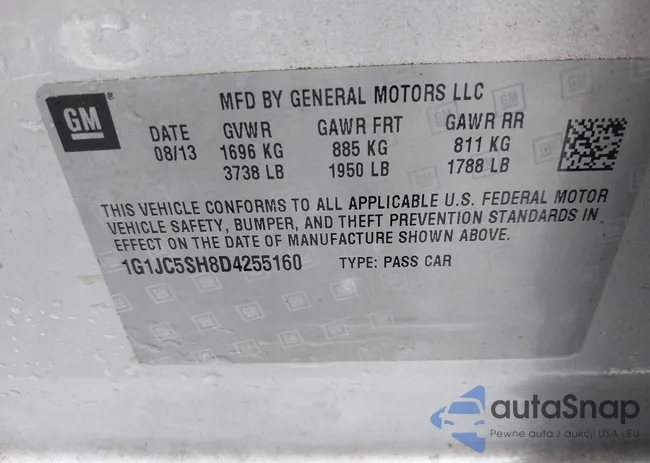 GM
MFD BY GENERAL MOTORS LLC
DATE GVWR GAWR FRT GAWR RR
08/13 1696 KG 885 KG 811 KG
3738 LB 1950 LB 1788 LB
THIS VEHICLE CONFORMS TO ALL APPLICABLE U.S. FEDERAL MOTOR
VEHICLE SAFETY, BUMPER, AND THEFT PREVENTION STANDARDS IN
EFFECT ON THE DATE OF MANUFACTURE SHOWN ABOVE.
1G1JC5SH8D4255160 TYPE: PASS CAR
autaSnap
Pewne auta z aukcji USA - EU